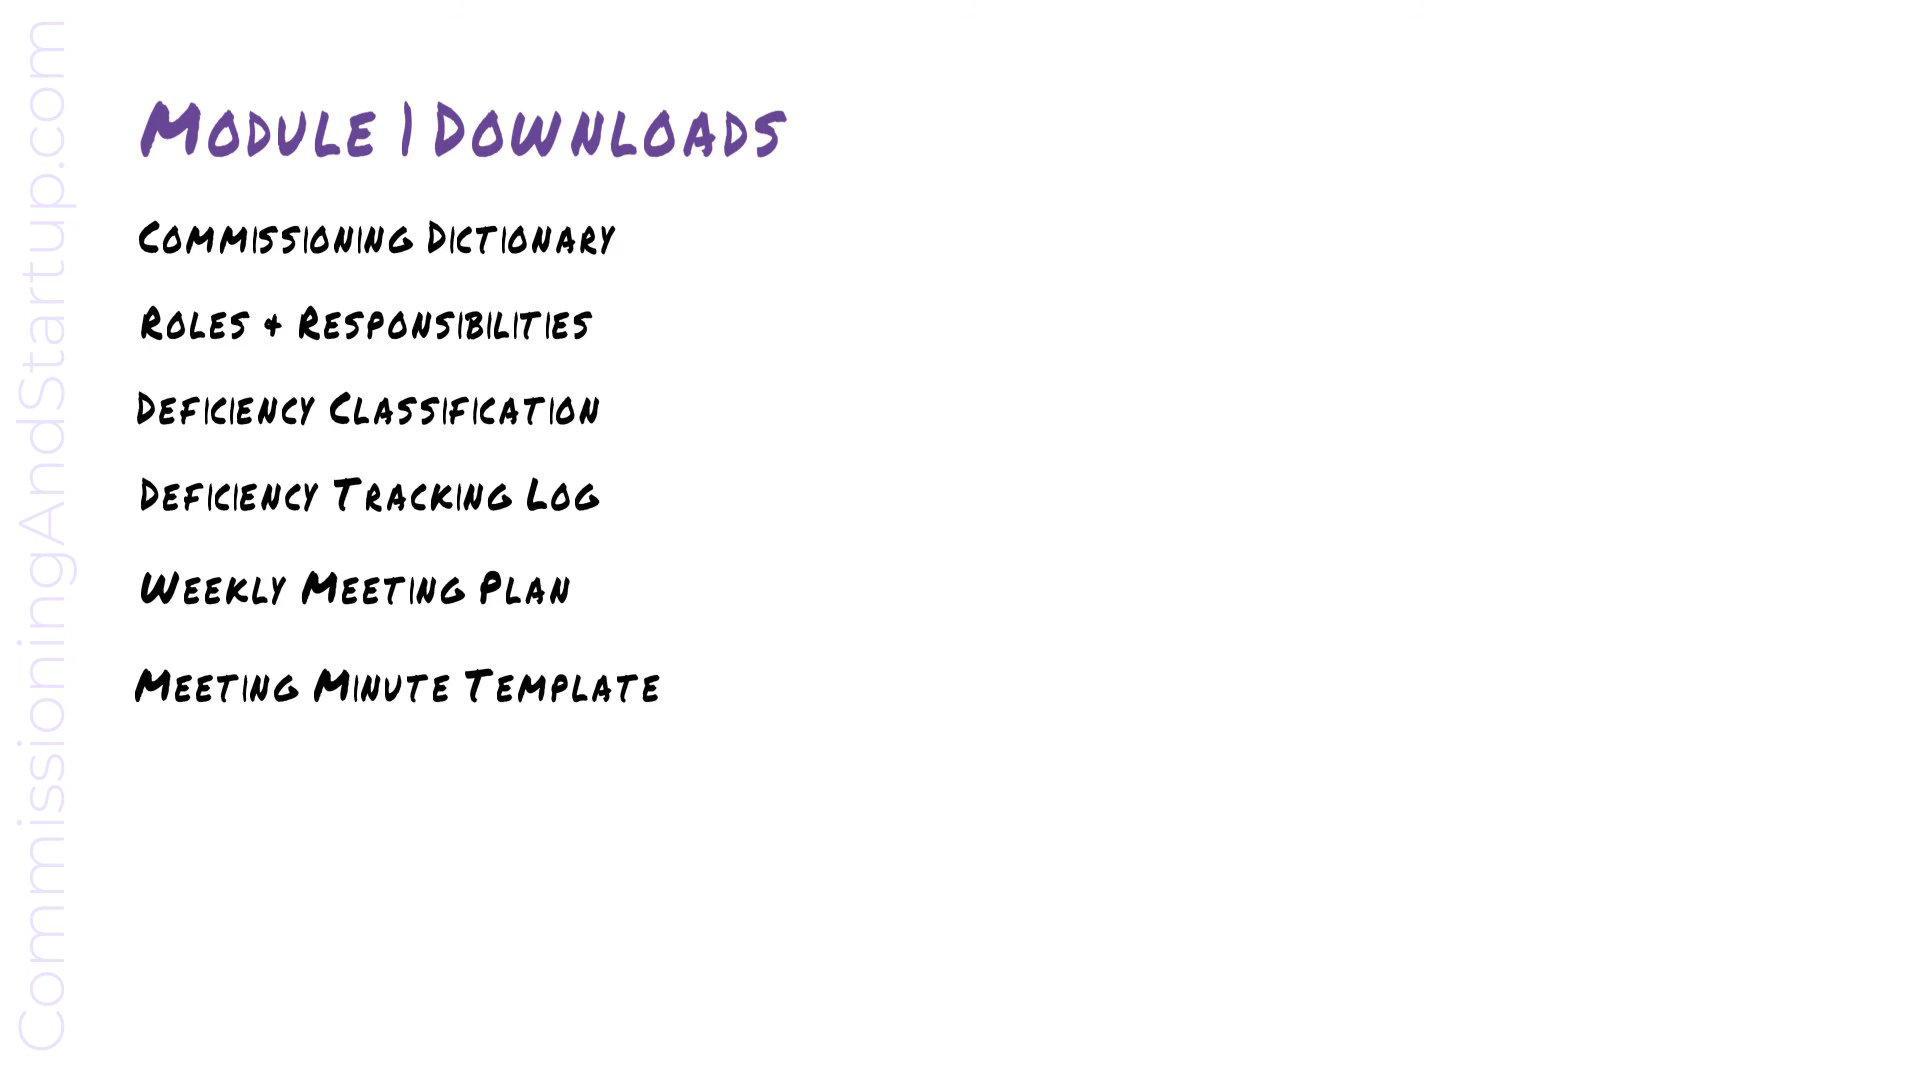 CommissioningAndStartup.com
Module 1 Downloads
Commissioning Dictionary
Roles & Responsibilities
Deficiency Classification
Deficiency Tracking Log
Weekly Meeting Plan
Meeting Minute Template